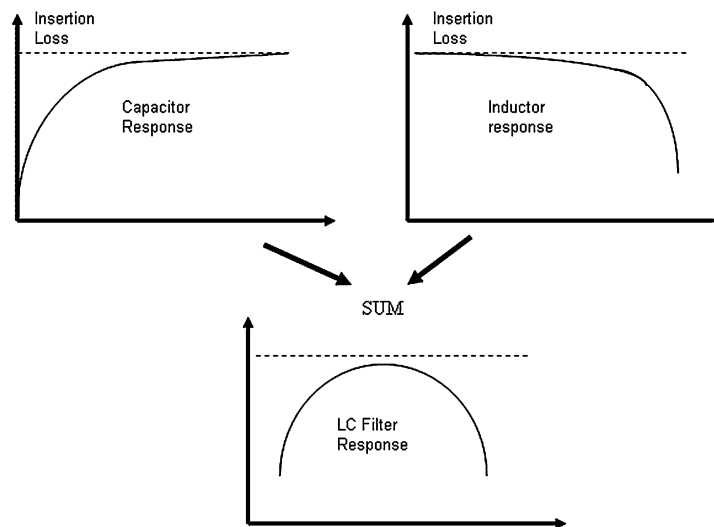 Insertion
Loss
Capacitor
Response
Insertion
Loss
Inductor
response
SUM
LC Filter
Response